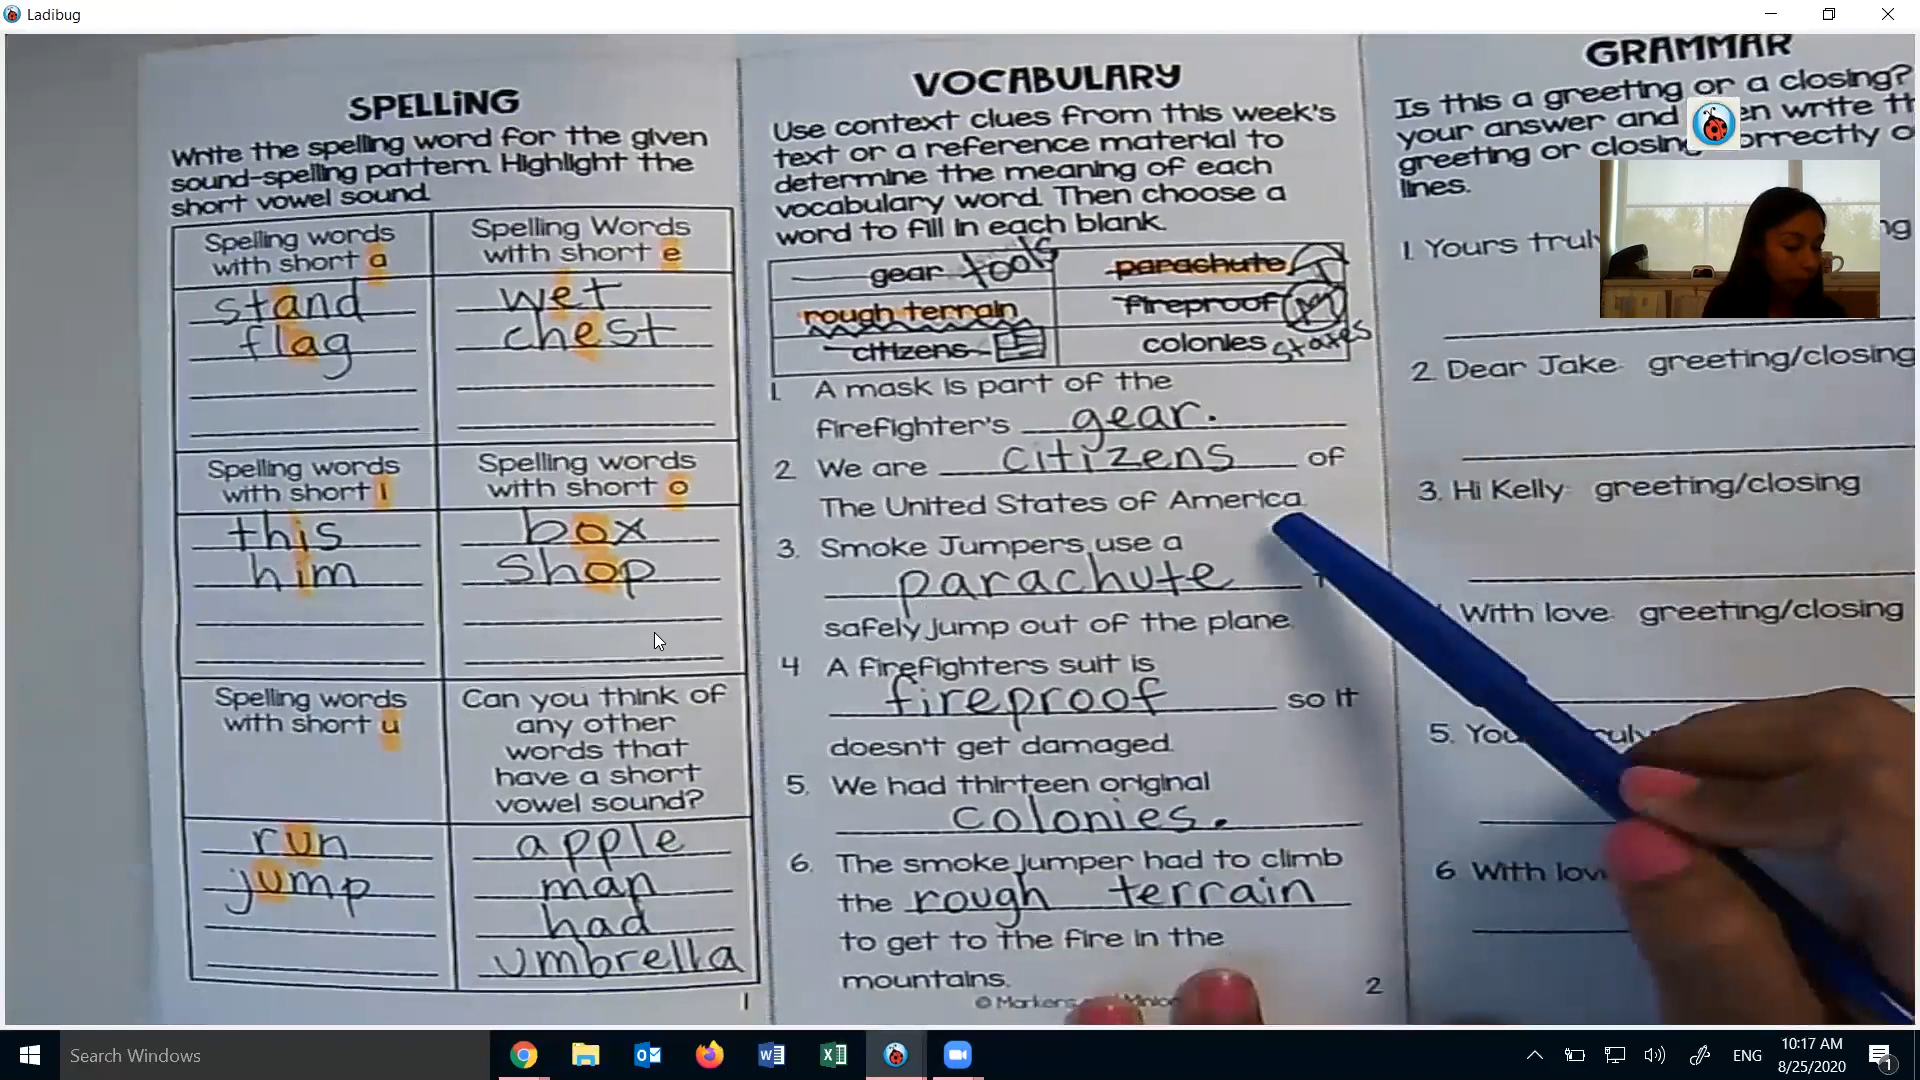 Ladibug
SPELLING
Write the spelling word for the given
sound-spelling pattern. Highlight the
short vowel sound.
Spelling words
with short a
Spelling Words
with short e
stand
flag
wet
chest
Spelling words
with short i
Spelling words
with short o
this
him
box
shop
Spelling words
with short u
Can you think of
any other
words that
have a short
vowel sound?
run
jump
apple
man
had
umbrella
1
VOCABULARY
Use context clues from this week's
text or a reference material to
determine the meaning of each
vocabulary word. Then choose a
word to fill in each blank.
gear tools
parachute
rough terrain
fireproof
citizens
colonies states
1. A mask is part of the
firefighter's gear.
2 We are citizens of
The United States of America.
3. Smoke Jumpers use a
parachute
safely jump out of the plane.
4 A firefighters suit is
fireproof so it
doesn't get damaged.
5. We had thirteen original
colonies.
6. The smoke jumper had to climb
the rough terrain
to get to the fire in the
mountains.
© Markers
2
GRAMMAR
Is this a greeting or a closing?
your answer and write
greeting or closing correctly
lines.
1. Yours truly
2. Dear Jake greeting/closing
3. Hi Kelly greeting/closing
With love greeting/closing
5.
6 With
Search Windows
ENG
10:17 AM
8/25/2020
1